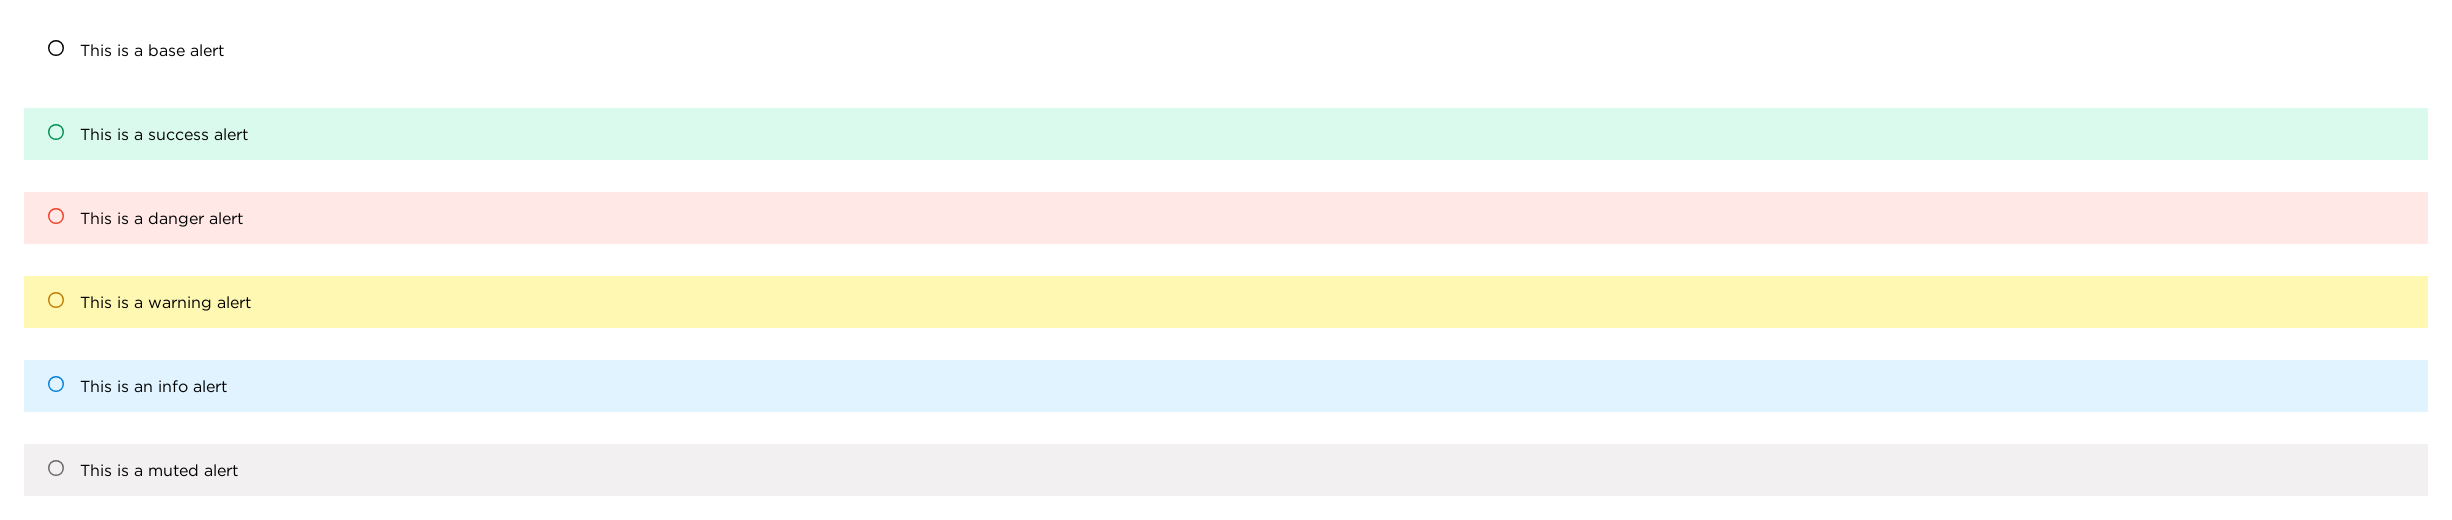 This is a base alert
This is a success alert
This is a danger alert
This is a warning alert
This is an info alert
This is a muted alert